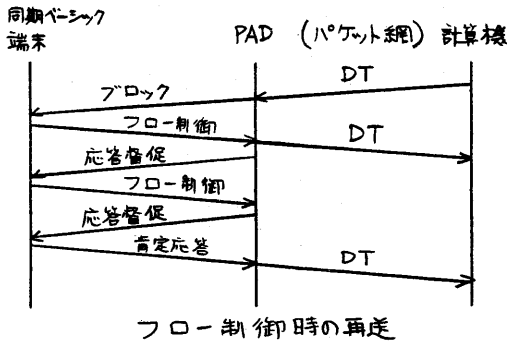 同期ベーシック
端末
PAD (パケット網) 計算機
DT
ブロック
フロー制御
DT
応答督促
フロー制御
応答督促
肯定応答
DT
フロー制御時の再送